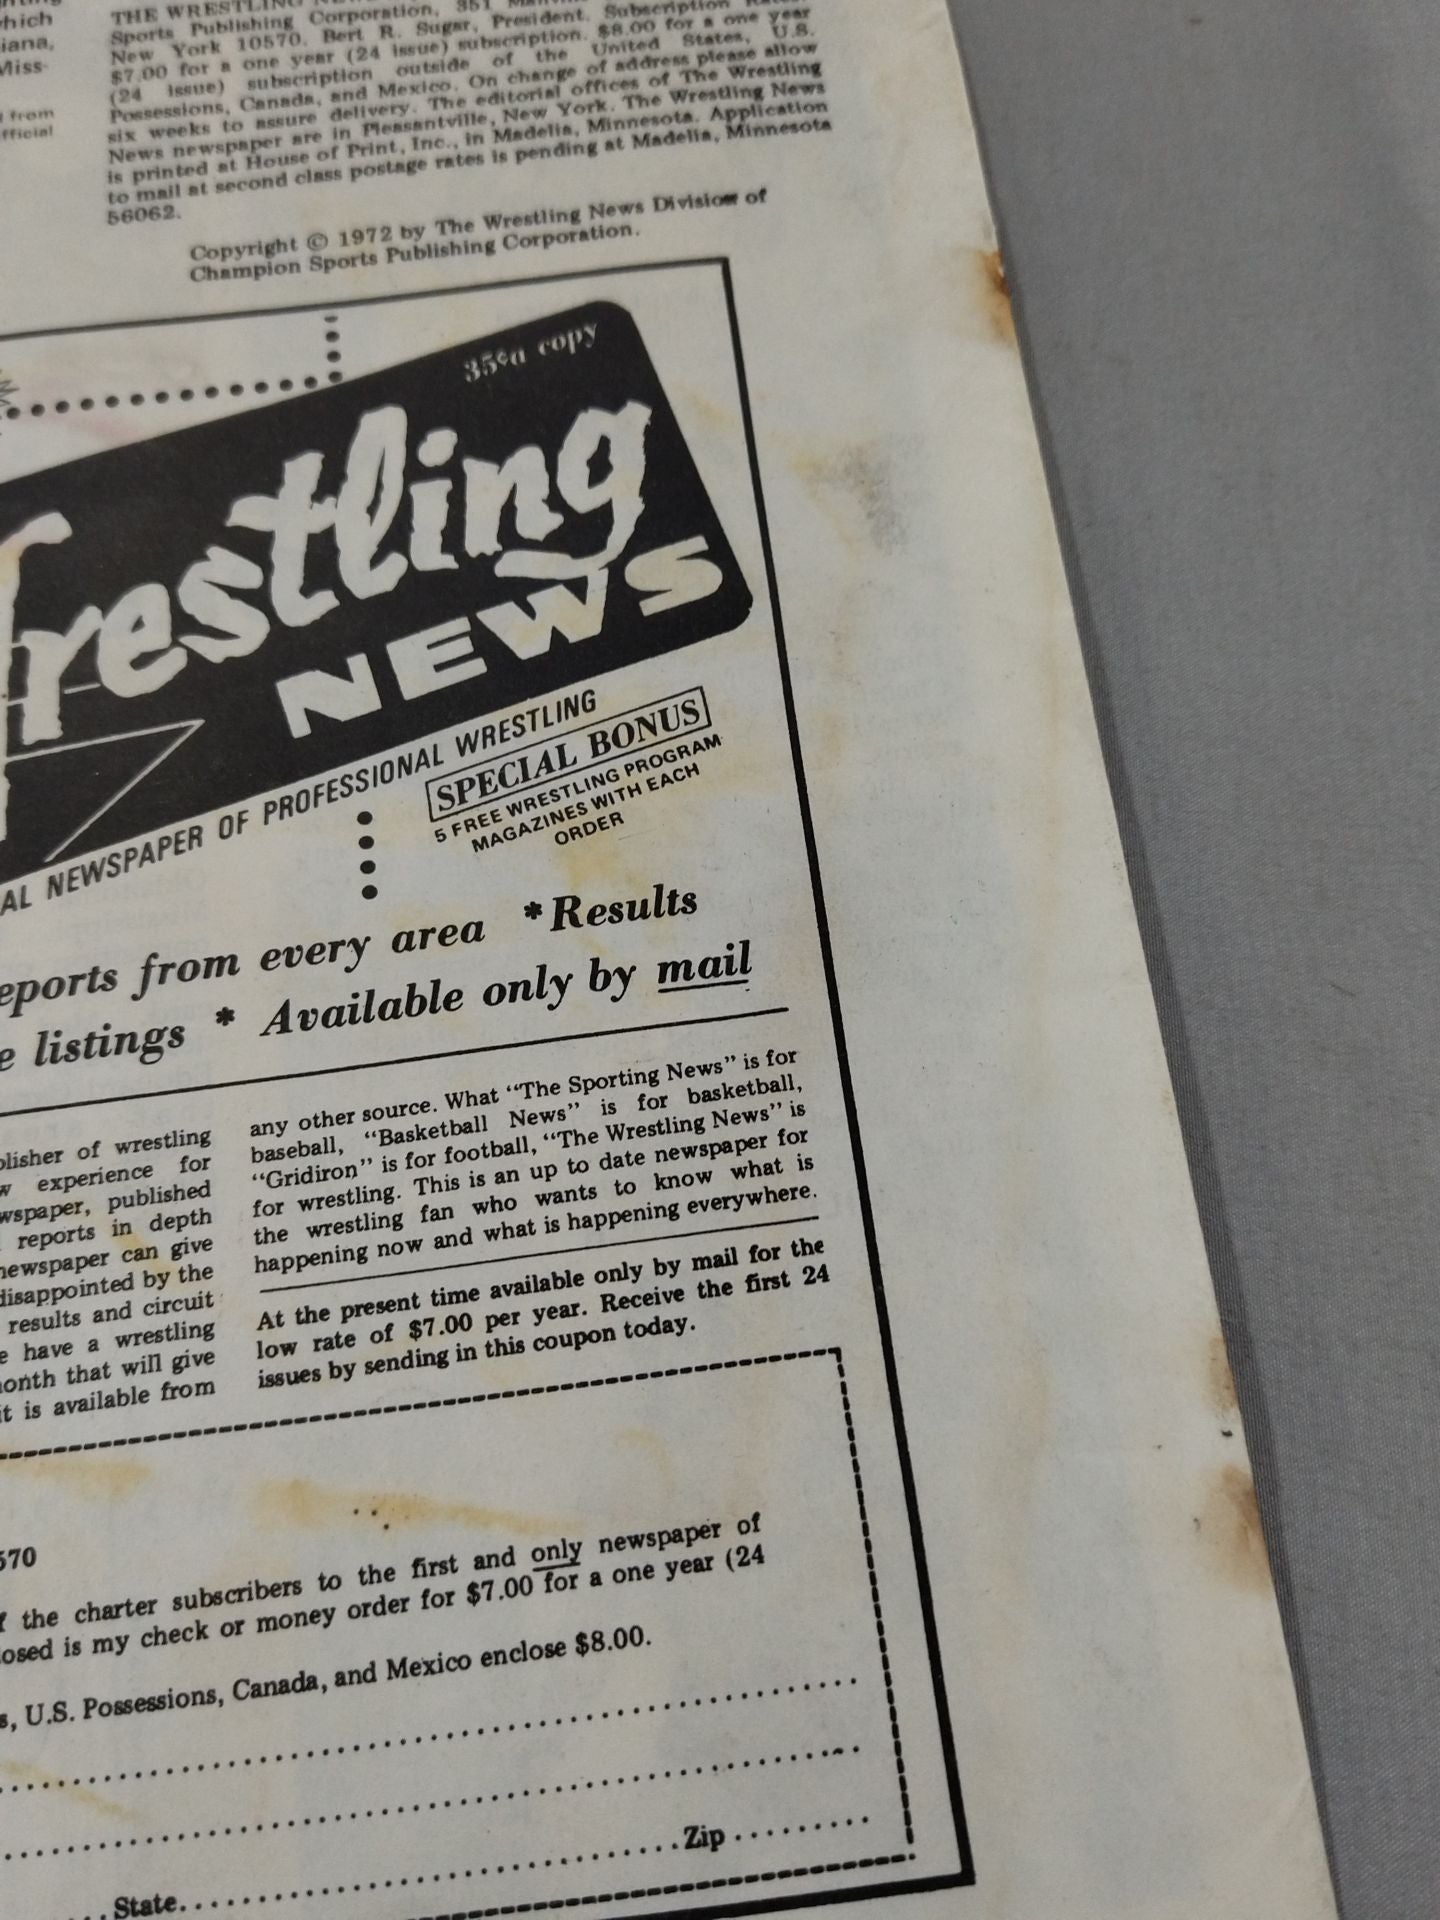 which
iana,
Miss-
from
fficial
THE WRESTLING
Sports Publishing Corporation, 351
New York 10570. Bert R. Sugar, President. Subscription Rates:
$7.00 for a one year (24 issue) subscription. $8.00 for a one year
(24 issue) subscription outside of the United States, U.S.
Possessions, Canada, and Mexico. On change of address please allow
six weeks to assure delivery. The editorial offices of The Wrestling
News newspaper are in Pleasantville, New York. The Wrestling News
is printed at House of Print, Inc., in Madelia, Minnesota. Application
to mail at second class postage rates is pending at Madelia, Minnesota
56062.
Copyright © 1972 by The Wrestling News Division of
Champion Sports Publishing Corporation.
35¢ a copy
Wrestling
NEWS
AL NEWSPAPER OF PROFESSIONAL WRESTLING
SPECIAL BONUS
5 FREE WRESTLING PROGRAM
MAGAZINES WITH EACH
ORDER
eports from every area *Results
e listings * Available only by mail
blisher of wrestling
w experience for
wspaper, published
reports in depth
newspaper can give
disappointed by the
results and circuit
e have a wrestling
month that will give
it is available from
any other source. What "The Sporting News" is for
baseball, "Basketball News" is for basketball,
"Gridiron" is for football, "The Wrestling News" is
for wrestling. This is an up to date newspaper for
the wrestling fan who wants to know what is
happening now and what is happening everywhere.
At the present time available only by mail for the
low rate of $7.00 per year. Receive the first 24
issues by sending in this coupon today.
570
f the charter subscribers to the first and only newspaper of
losed is my check or money order for $7.00 for a one year (24
s, U.S. Possessions, Canada, and Mexico enclose $8.00.
Zip
State